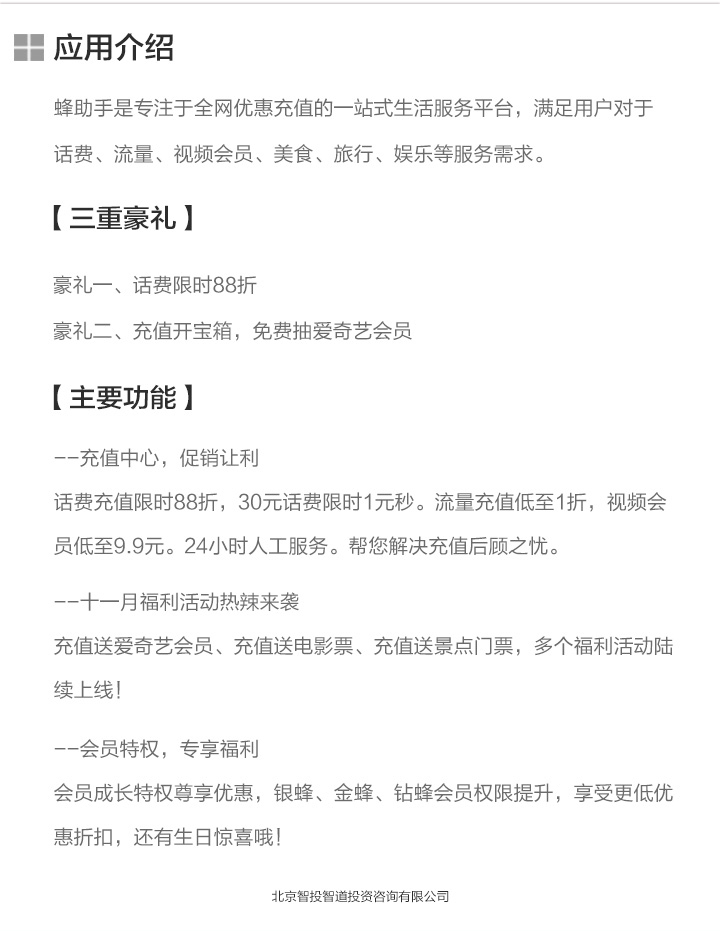 应用介绍
蜂助手是专注于全网优惠充值的一站式生活服务平台，满足用户对于
话费、流量、视频会员、美食、旅行、娱乐等服务需求。
【三重豪礼】
豪礼一、话费限时88折
豪礼二、充值开宝箱，免费抽爱奇艺会员
【主要功能】
--充值中心，促销让利
话费充值限时88折，30元话费限时1元秒。流量充值低至1折，视频会
员低至9.9元。24小时人工服务。帮您解决充值后顾之忧。
--十一月福利活动热辣来袭
充值送爱奇艺会员、充值送电影票、充值送景点门票，多个福利活动陆
续上线！
--会员特权，专享福利
会员成长特权尊享优惠，银蜂、金蜂、钻蜂会员权限提升，享受更低优
惠折扣，还有生日惊喜哦！
北京智投智道投资咨询有限公司